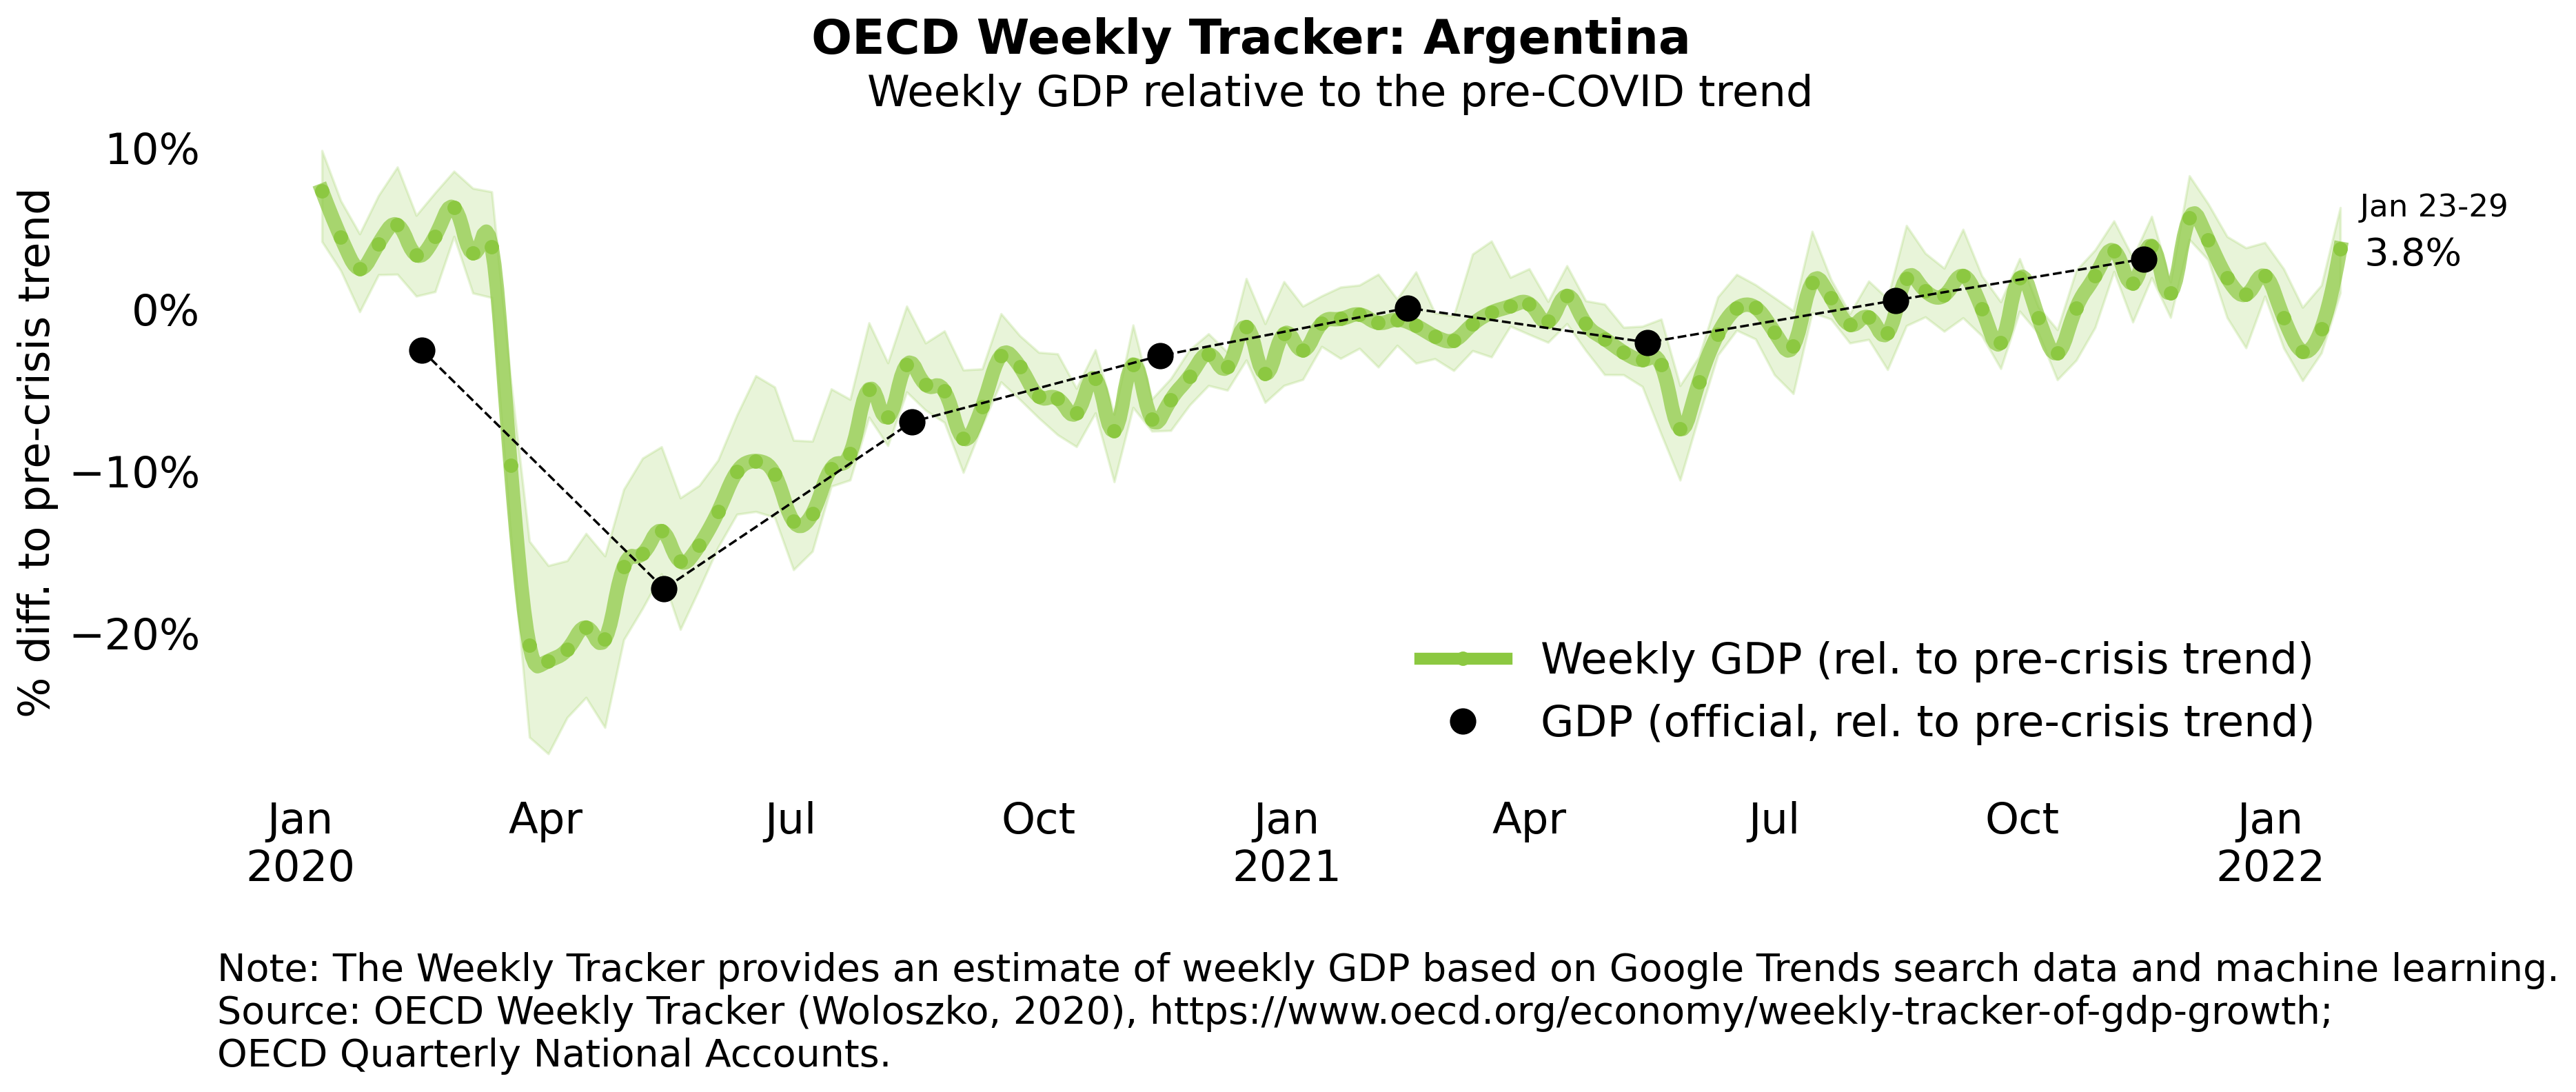 OECD Weekly Tracker: Argentina
Weekly GDP relative to the pre-COVID trend
% diff. to pre-crisis trend
10%
0%
−10%
−20%
Jan 23-29
3.8%
Weekly GDP (rel. to pre-crisis trend)
GDP (official, rel. to pre-crisis trend)
Jan Apr Jul Oct Jan Apr Jul Oct Jan
2020 2021 2022
Note: The Weekly Tracker provides an estimate of weekly GDP based on Google Trends search data and machine learning.
Source: OECD Weekly Tracker (Woloszko, 2020), https://www.oecd.org/economy/weekly-tracker-of-gdp-growth;
OECD Quarterly National Accounts.